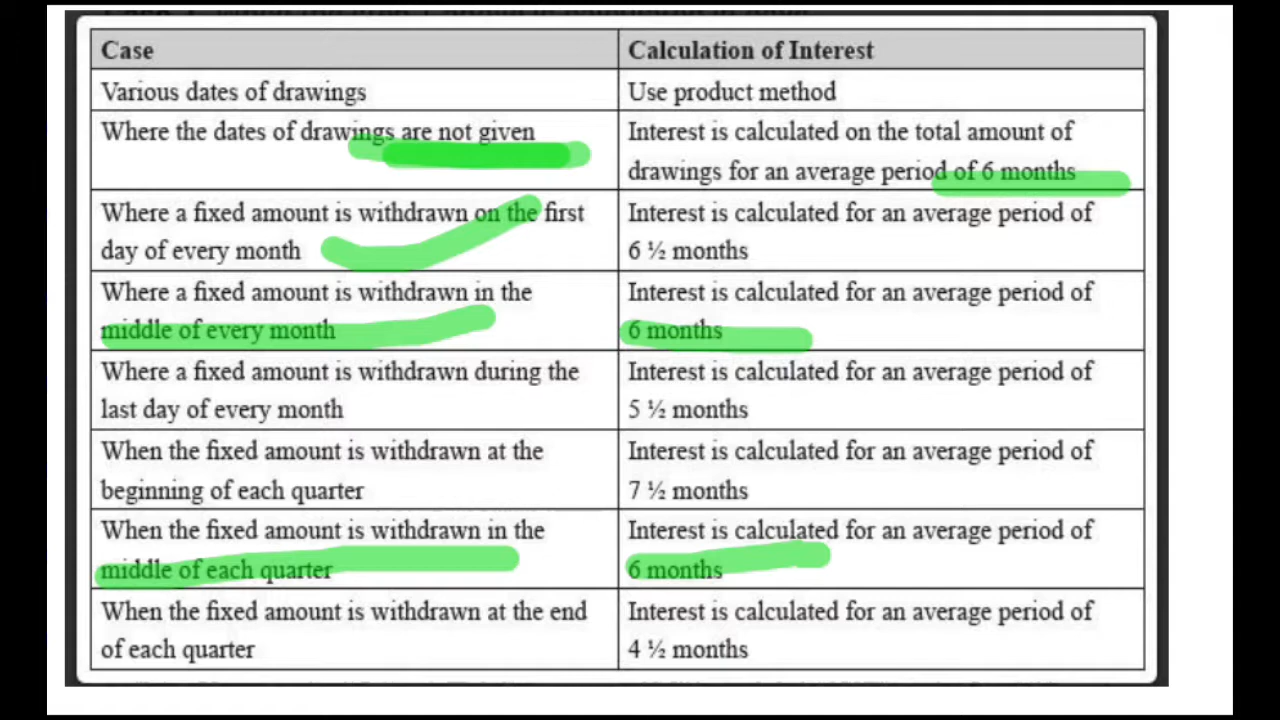 Case
Calculation of Interest
Various dates of drawings
Use product method
Where the dates of drawings are not given
Interest is calculated on the total amount of
drawings for an average period of 6 months
Where a fixed amount is withdrawn on the first
day of every month
Interest is calculated for an average period of
6 ½ months
Where a fixed amount is withdrawn in the
middle of every month
Interest is calculated for an average period of
6 months
Where a fixed amount is withdrawn during the
last day of every month
Interest is calculated for an average period of
5 ½ months
When the fixed amount is withdrawn at the
beginning of each quarter
Interest is calculated for an average period of
7 ½ months
When the fixed amount is withdrawn in the
middle of each quarter
Interest is calculated for an average period of
6 months
When the fixed amount is withdrawn at the end
of each quarter
Interest is calculated for an average period of
4 ½ months